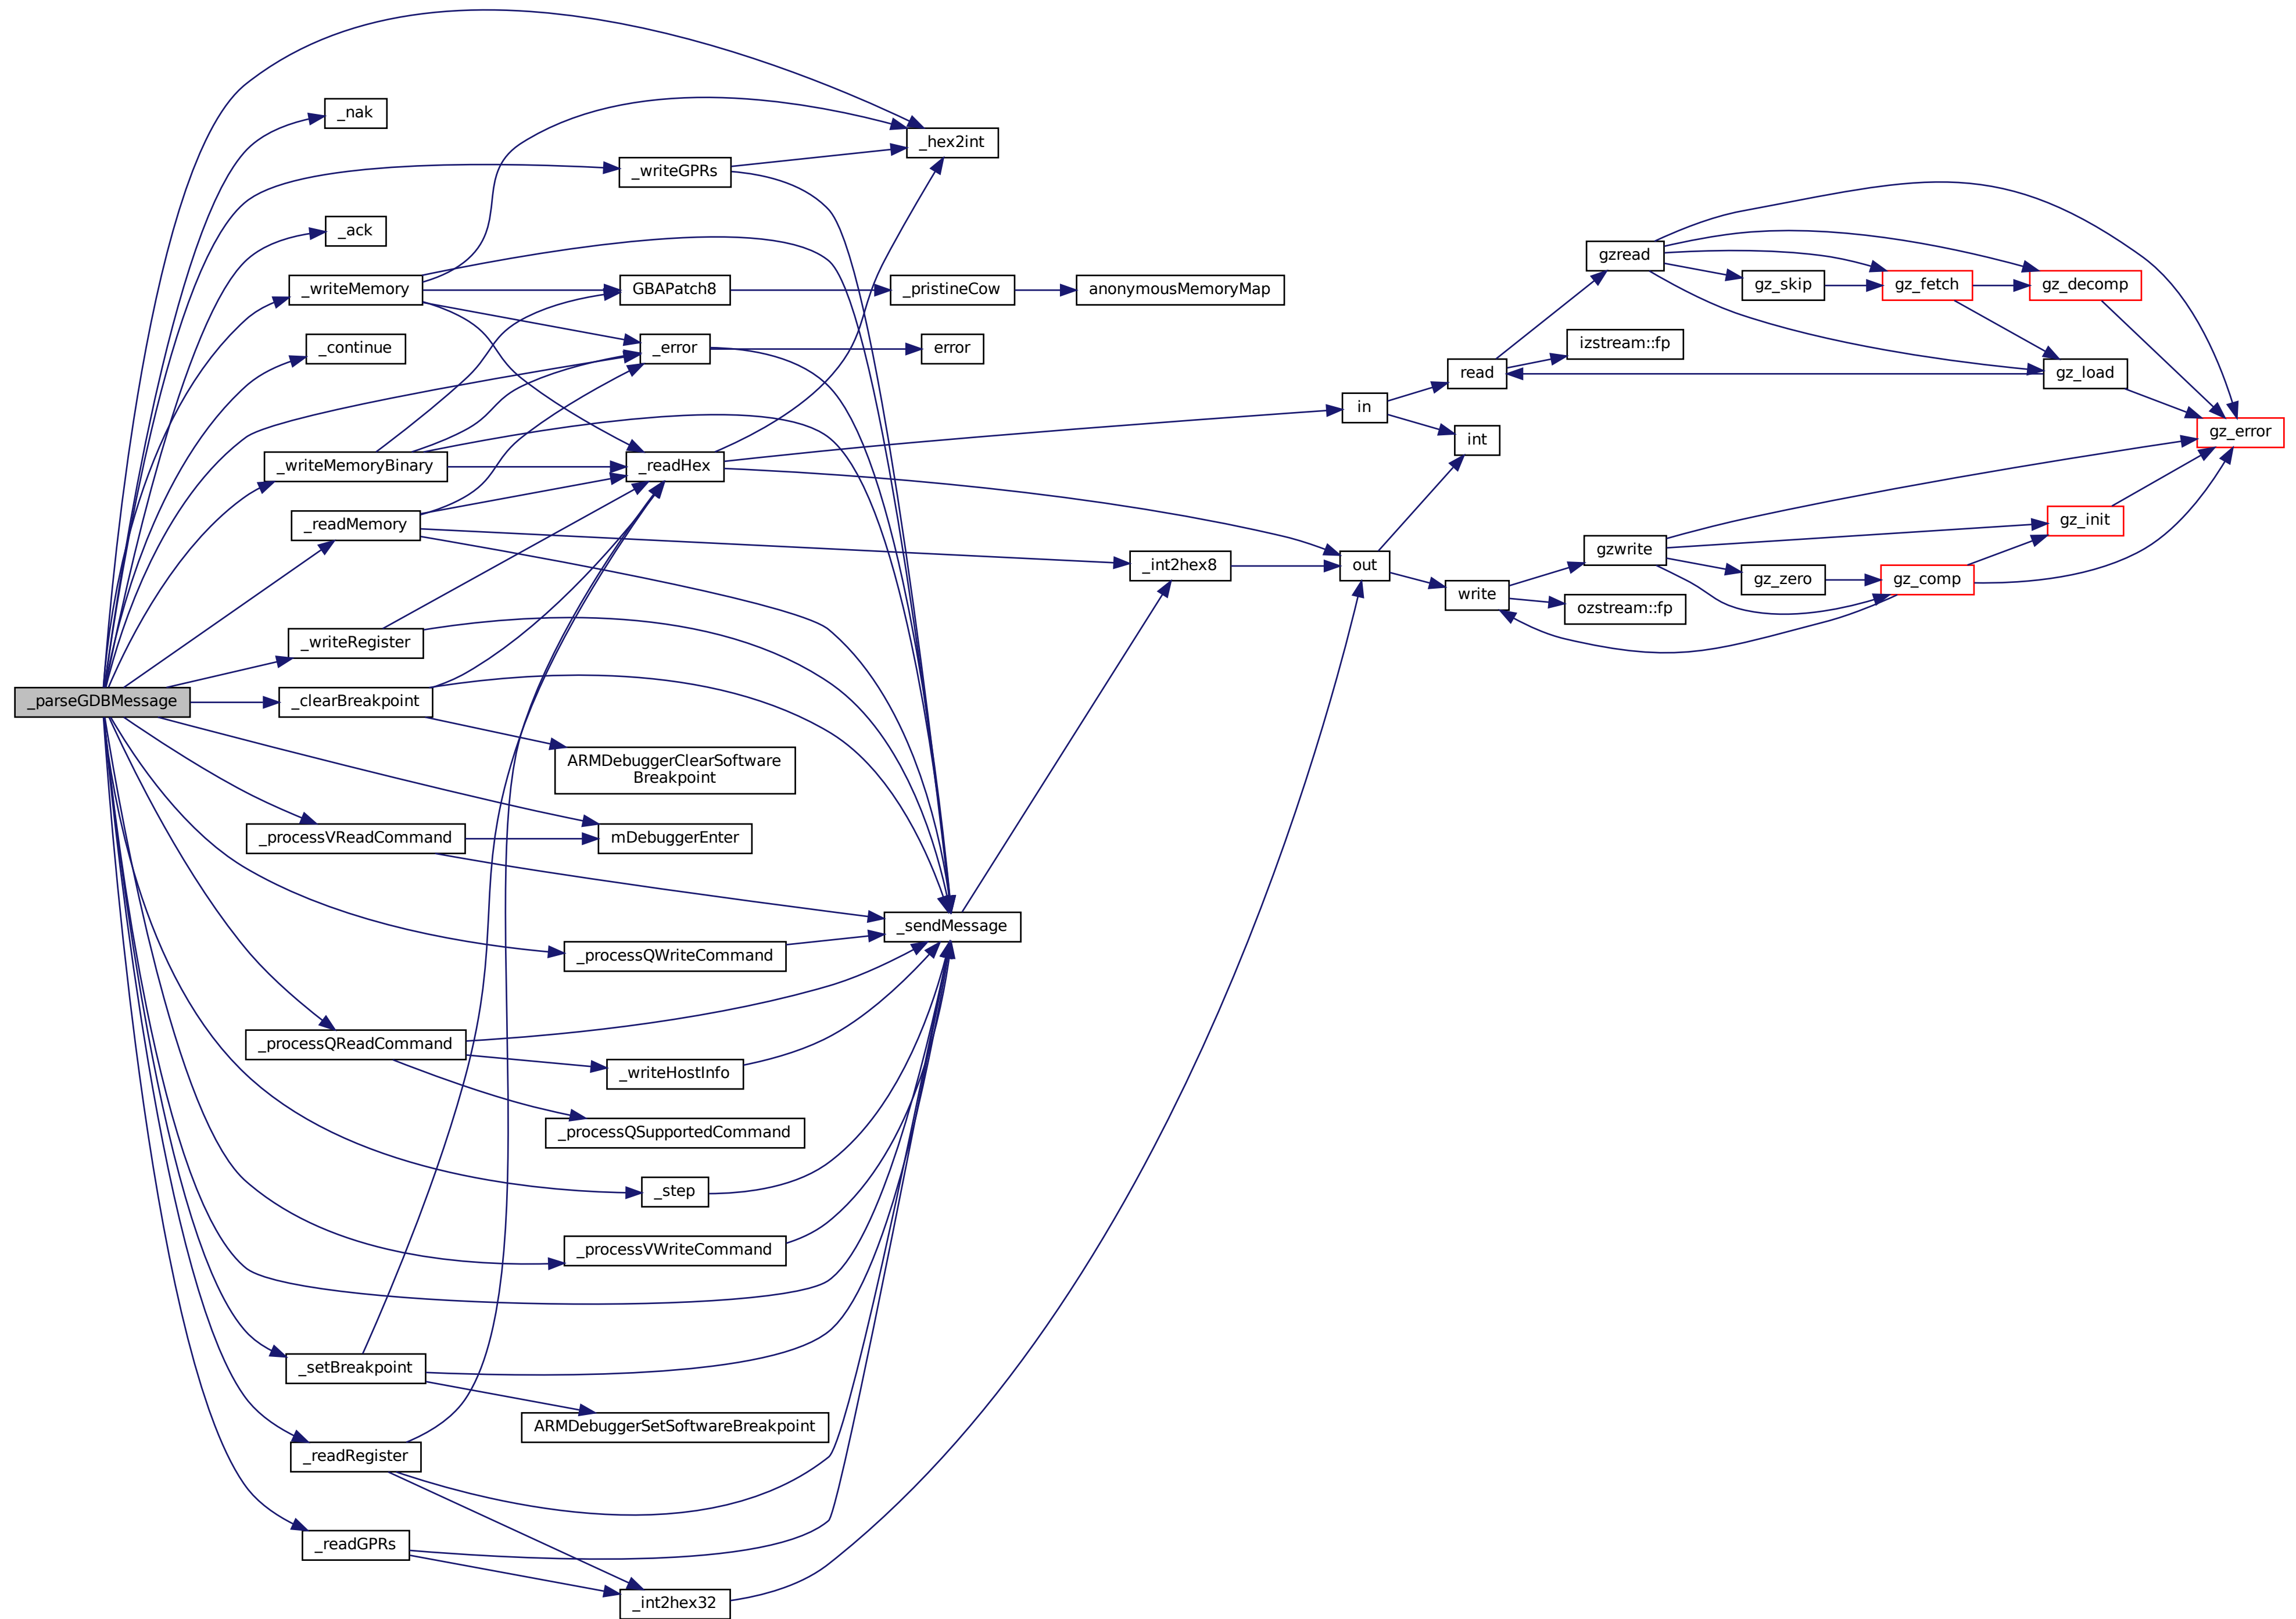 _nak
_hex2int
_writeGPRs
_ack
gzread
_writeMemory
GBAPatch8
_pristineCow
anonymousMemoryMap
gz_skip
gz_fetch
gz_decomp
_continue
_error
error
izstream::fp
read
gz_load
in
int
gz_error
_writeMemoryBinary
_readHex
_readMemory
gz_init
gzwrite
_int2hex8
out
gz_zero
gz_comp
write
ozstream::fp
_writeRegister
_parseGDBMessage
_clearBreakpoint
ARMDebuggerClearSoftware
Breakpoint
_processVReadCommand
mDebuggerEnter
_sendMessage
_processQWriteCommand
_processQReadCommand
_writeHostInfo
_processQSupportedCommand
_step
_processVWriteCommand
_setBreakpoint
ARMDebuggerSetSoftwareBreakpoint
_readRegister
_readGPRs
_int2hex32